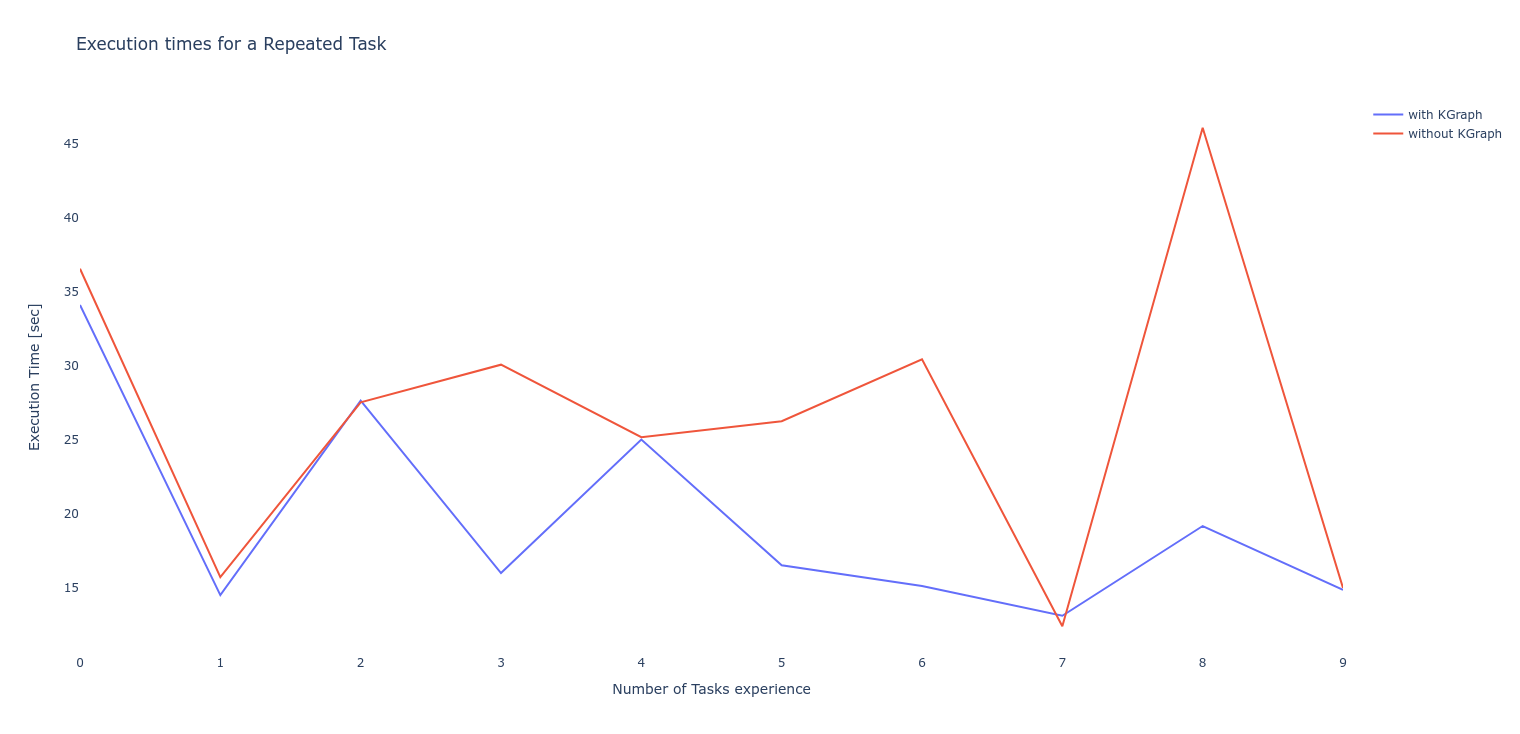 Execution times for a Repeated Task
with KGraph
without KGraph
45
40
35
30
25
20
15
Execution Time [sec]
0 1 2 3 4 5 6 7 8 9
Number of Tasks experience